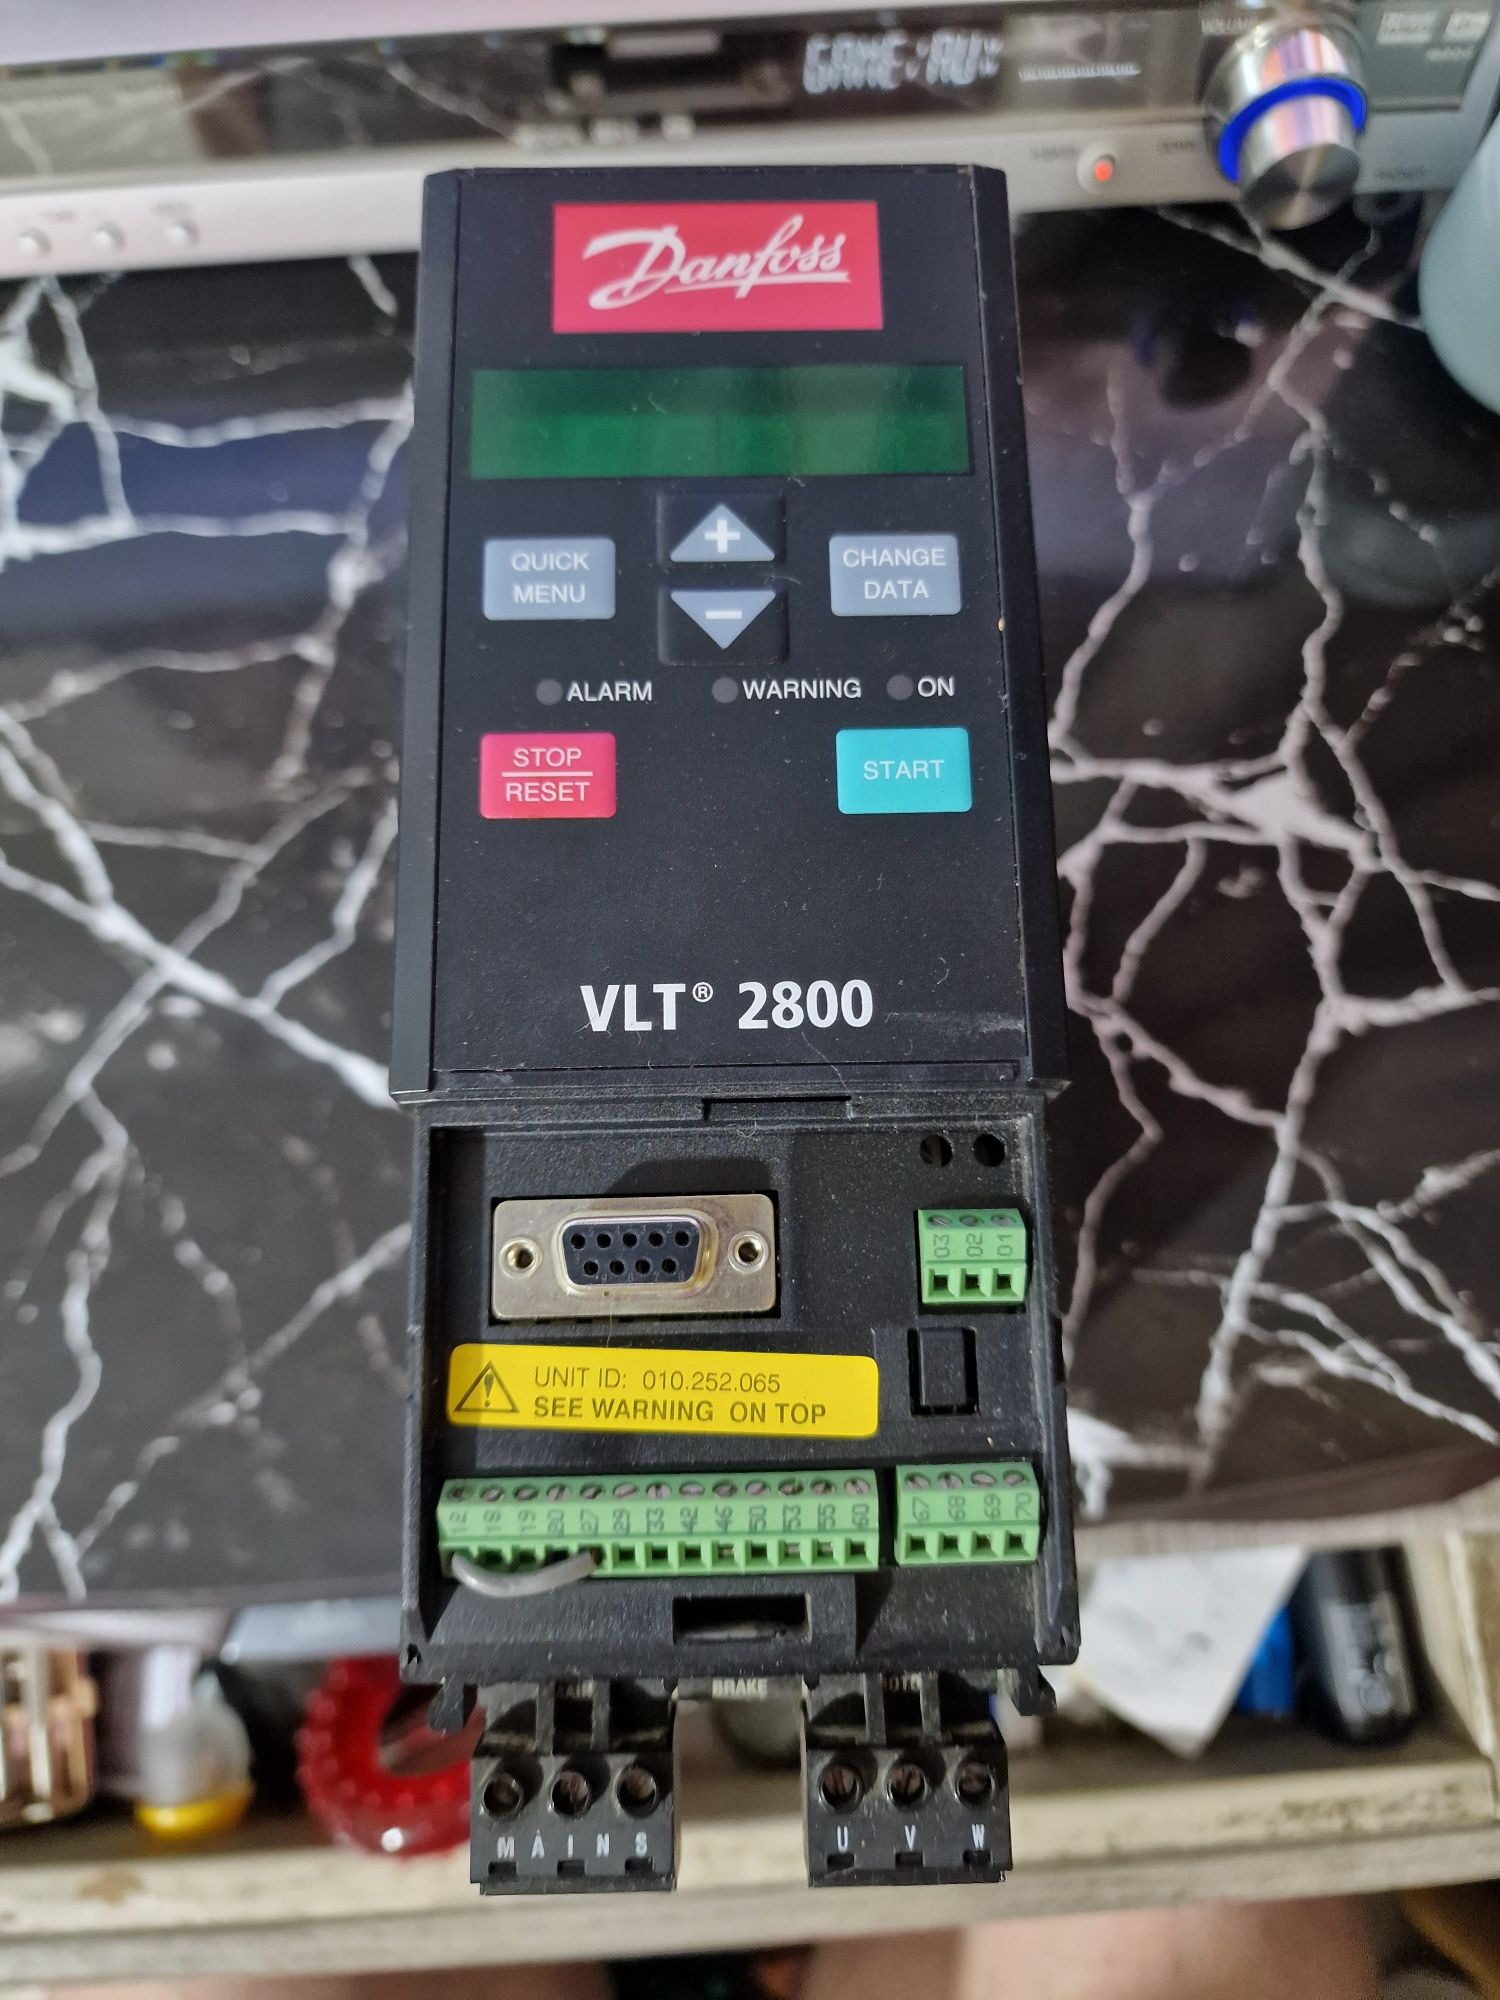 VOLUME
Danfoss
QUICK
MENU
+
-
CHANGE
DATA
ALARM
WARNING
ON
STOP
RESET
START
VLT® 2800
03 02 01
UNIT ID: 010.252.065
SEE WARNING ON TOP
12 18 19 20 27 29 33 42 46 50 53 55 60
67 68 69 70
BRAKE
MAINS
U V W